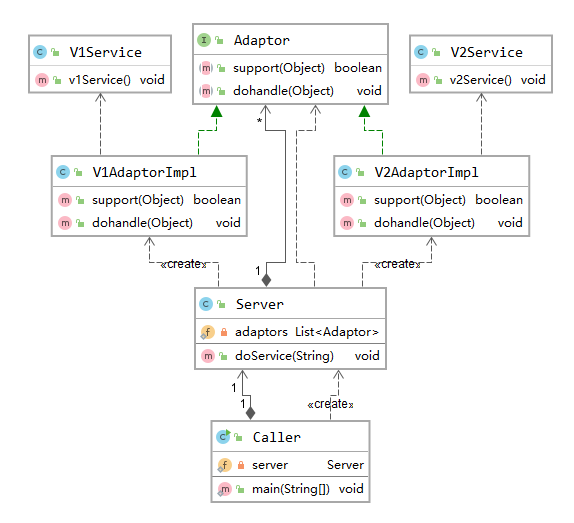 Adaptor
V1Service
V2Service
v1Service() void
support(Object) boolean
dohandle(Object) void
v2Service() void
*
V1AdaptorImpl
V2AdaptorImpl
support(Object) boolean
dohandle(Object) void
support(Object) boolean
dohandle(Object) void
«create»
1
«create»
Server
adaptors List<Adaptor>
doService(String) void
1
1
«create»
Caller
server Server
main(String[]) void